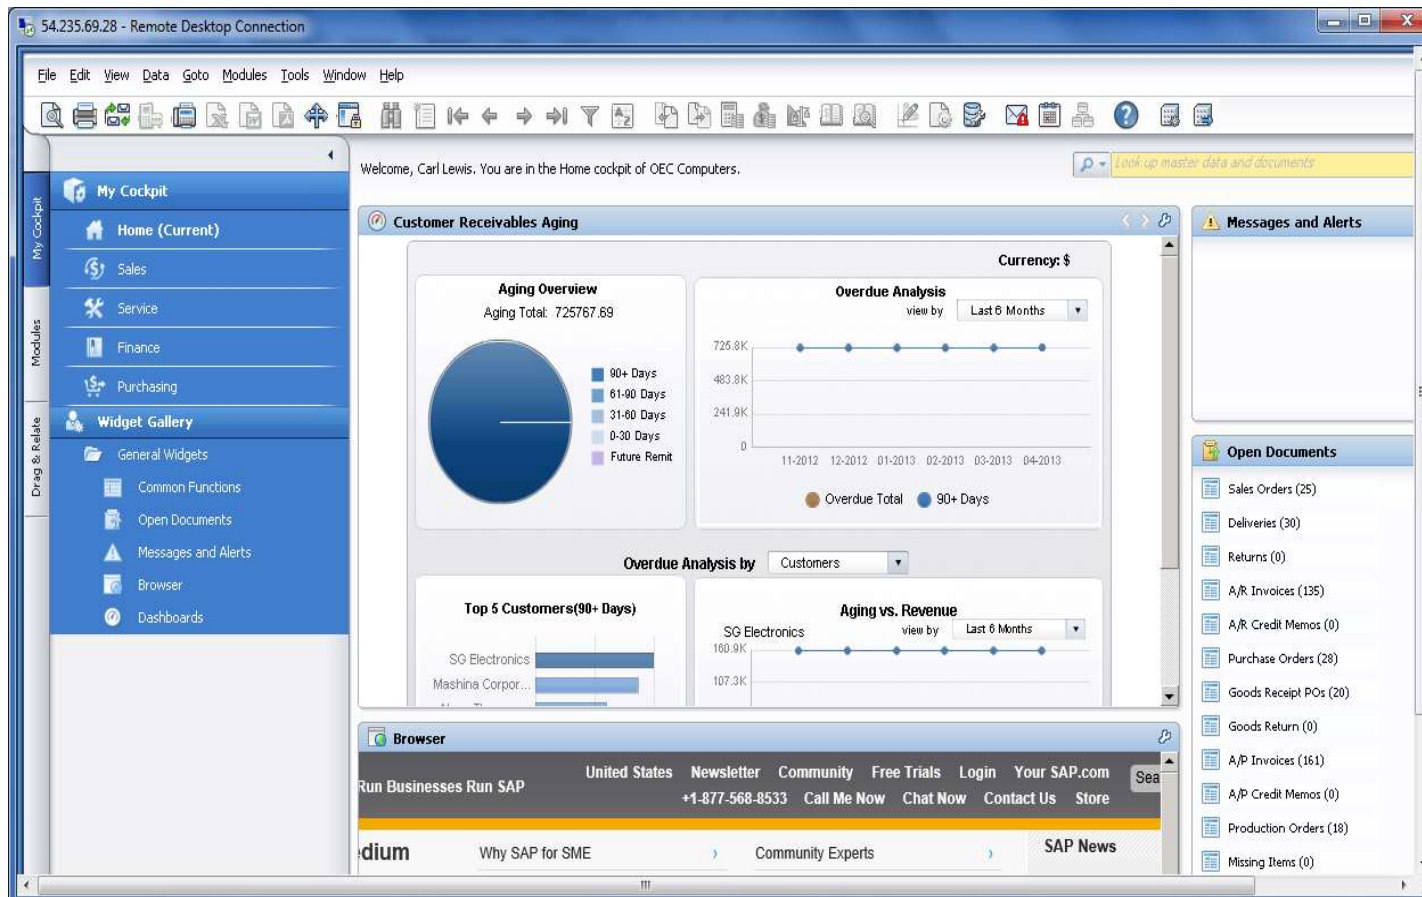 54.235.69.28 - Remote Desktop Connection
File Edit View Data Goto Modules Tools Window Help
Welcome, Carl Lewis. You are in the Home cockpit of OEC Computers.
Look up master data and documents
My Cockpit
Modules
Drag & Relate
My Cockpit
Home (Current)
Sales
Service
Finance
Purchasing
Widget Gallery
General Widgets
Common Functions
Open Documents
Messages and Alerts
Browser
Dashboards
Customer Receivables Aging
Currency: $
Aging Overview
Aging Total: 725767.69
90+ Days
61-90 Days
31-60 Days
0-30 Days
Future Remit
Overdue Analysis
view by Last 6 Months
725.8K
483.8K
241.9K
0
11-2012 12-2012 01-2013 02-2013 03-2013 04-2013
Overdue Total 90+ Days
Overdue Analysis by Customers
Top 5 Customers(90+ Days)
SG Electronics
Mashina Corpor...
Aging vs. Revenue
SG Electronics view by Last 6 Months
160.9K
107.3K
Browser
Run Businesses Run SAP
United States Newsletter Community Free Trials Login Your SAP.com
+1-877-568-8533 Call Me Now Chat Now Contact Us Store
Sea
dium
Why SAP for SME
Community Experts
SAP News
Messages and Alerts
Open Documents
Sales Orders (25)
Deliveries (30)
Returns (0)
A/R Invoices (135)
A/R Credit Memos (0)
Purchase Orders (28)
Goods Receipt POs (20)
Goods Return (0)
A/P Invoices (161)
A/P Credit Memos (0)
Production Orders (18)
Missing Items (0)